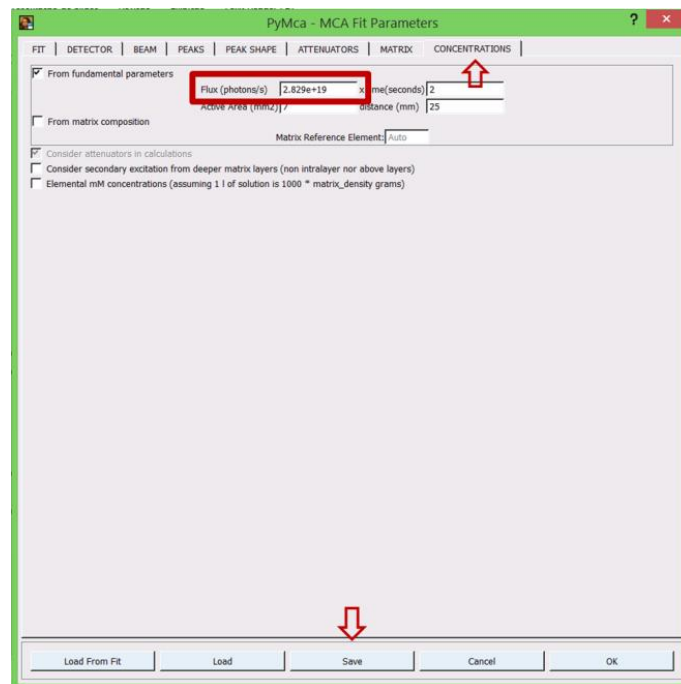 PyMca - MCA Fit Parameters ? ×
FIT DETECTOR BEAM PEAKS PEAK SHAPE ATTENUATORS MATRIX CONCENTRATIONS
From fundamental parameters
Flux (photons/s) 2.829e+19 x me(seconds) 2
Active Area (mm2) 7 distance (mm) 25
From matrix composition
Matrix Reference Element: Auto
Consider attenuators in calculations
Consider secondary excitation from deeper matrix layers (non intralayer nor above layers)
Elemental mM concentrations (assuming 1 l of solution is 1000 * matrix_density grams)
Load From Fit Load Save Cancel OK